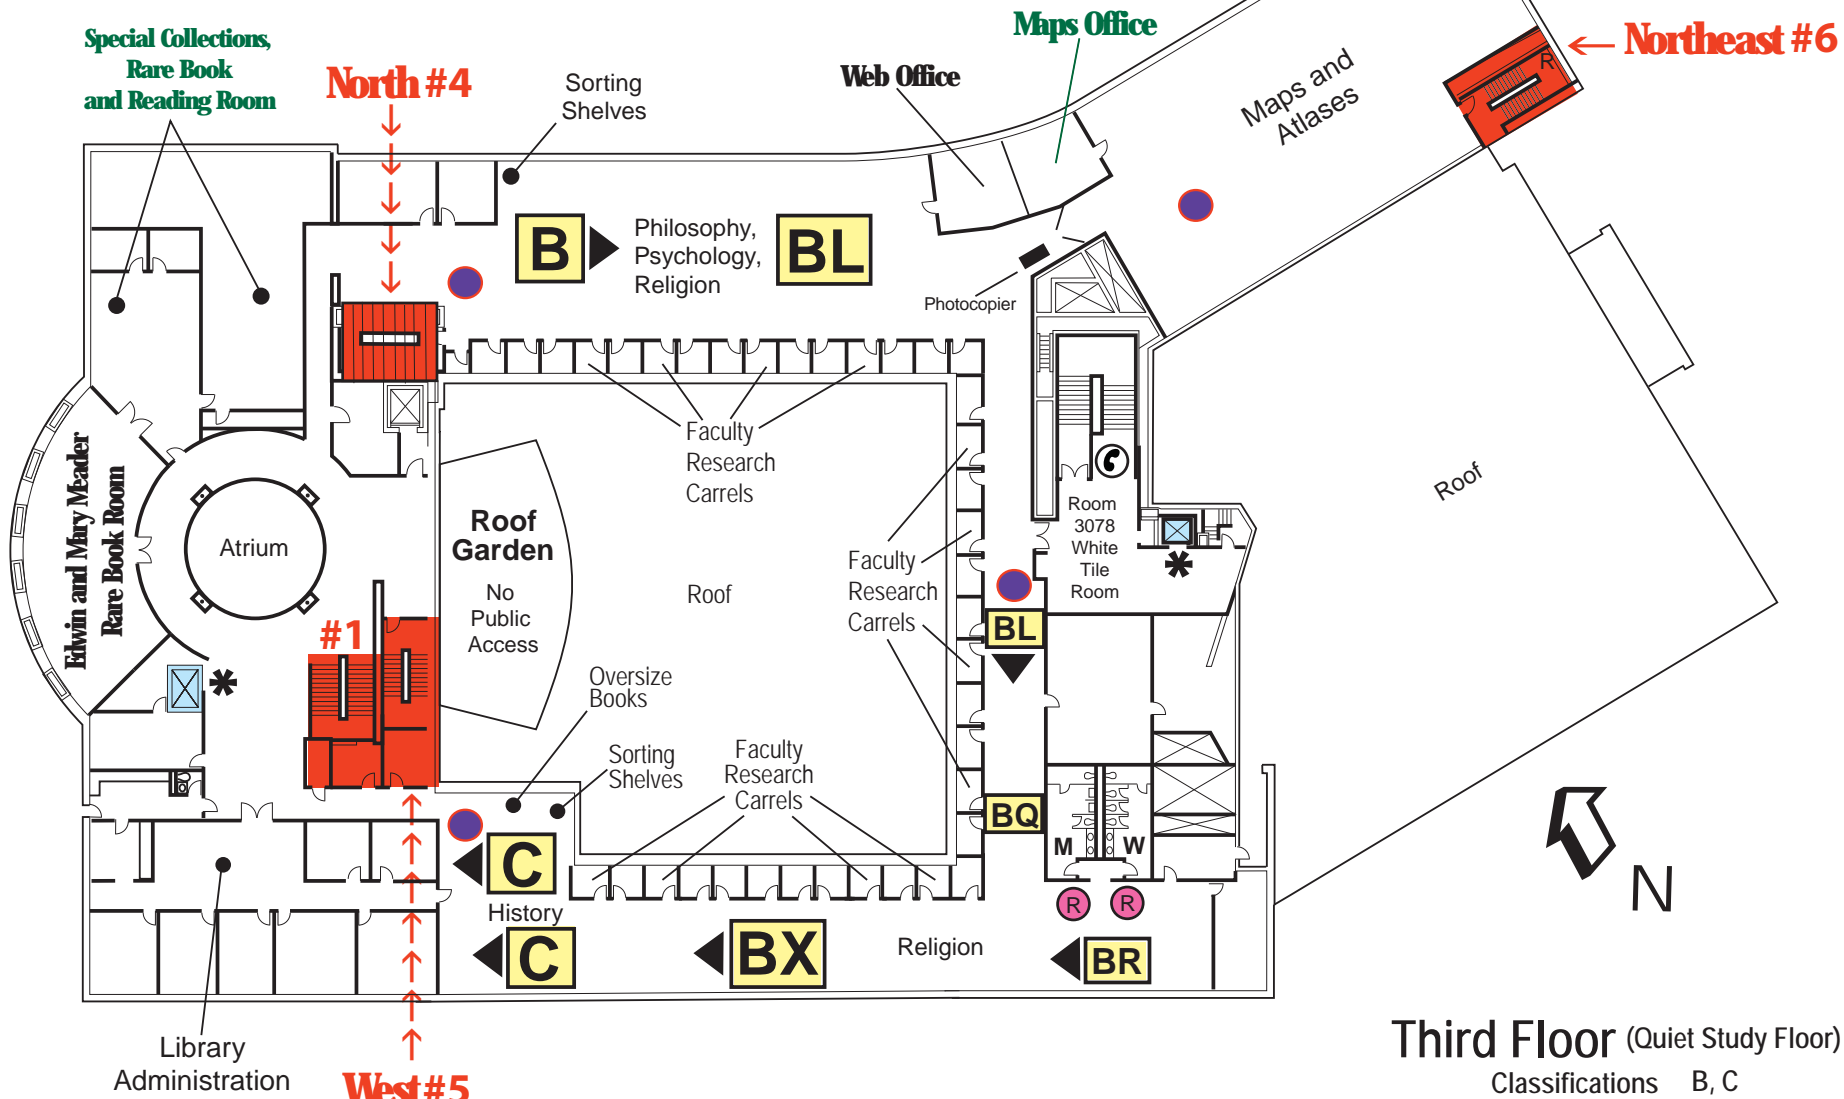 Special Collections,
Rare Book
and Reading Room
North #4
Sorting
Shelves
Web Office
Maps Office
Maps and
Atlases
R
Northeast #6
B
Philosophy,
Psychology,
Religion
BL
Photocopier
Faculty
Research
Carrels
Edwin and Mary Meader
Rare Book Room
Atrium
Roof
Garden
No
Public
Access
Roof
Faculty
Research
Carrels
Room
3078
White
Tile
Room
*
Roof
#1
*
BL
Oversize
Books
Sorting
Shelves
Faculty
Research
Carrels
BQ
M
W
R
R
C
History
C
BX
Religion
BR
N
Library
Administration
West #5
Third Floor (Quiet Study Floor)
Classifications B, C